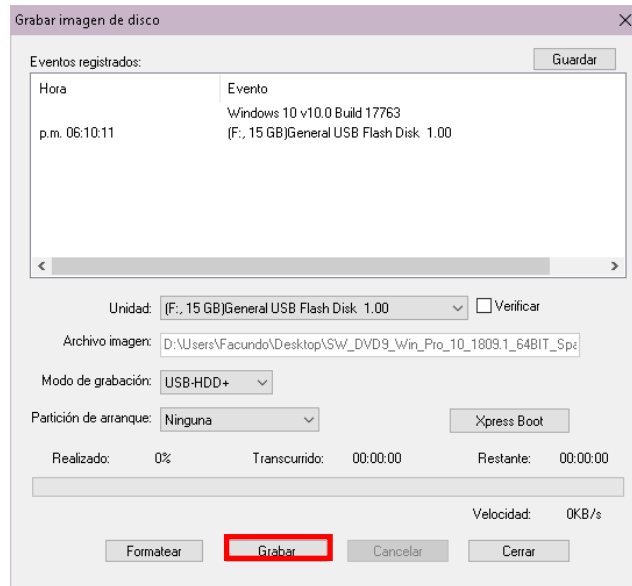 Grabar imagen de disco
Eventos registrados: Guardar
Hora Evento
Windows 10 v10.0 Build 17763
p.m. 06:10:11 (F:, 15 GB)General USB Flash Disk 1.00
Unidad: (F:, 15 GB)General USB Flash Disk 1.00 Verificar
Archivo imagen: D:\Users\Facundo\Desktop\SW_DVD9_Win_Pro_10_1809.1_64BIT_Spa
Modo de grabación: USB-HDD+
Partición de arranque: Ninguna Xpress Boot
Realizado: 0% Transcurrido: 00:00:00 Restante: 00:00:00
Velocidad: 0KB/s
Formatear Grabar Cancelar Cerrar